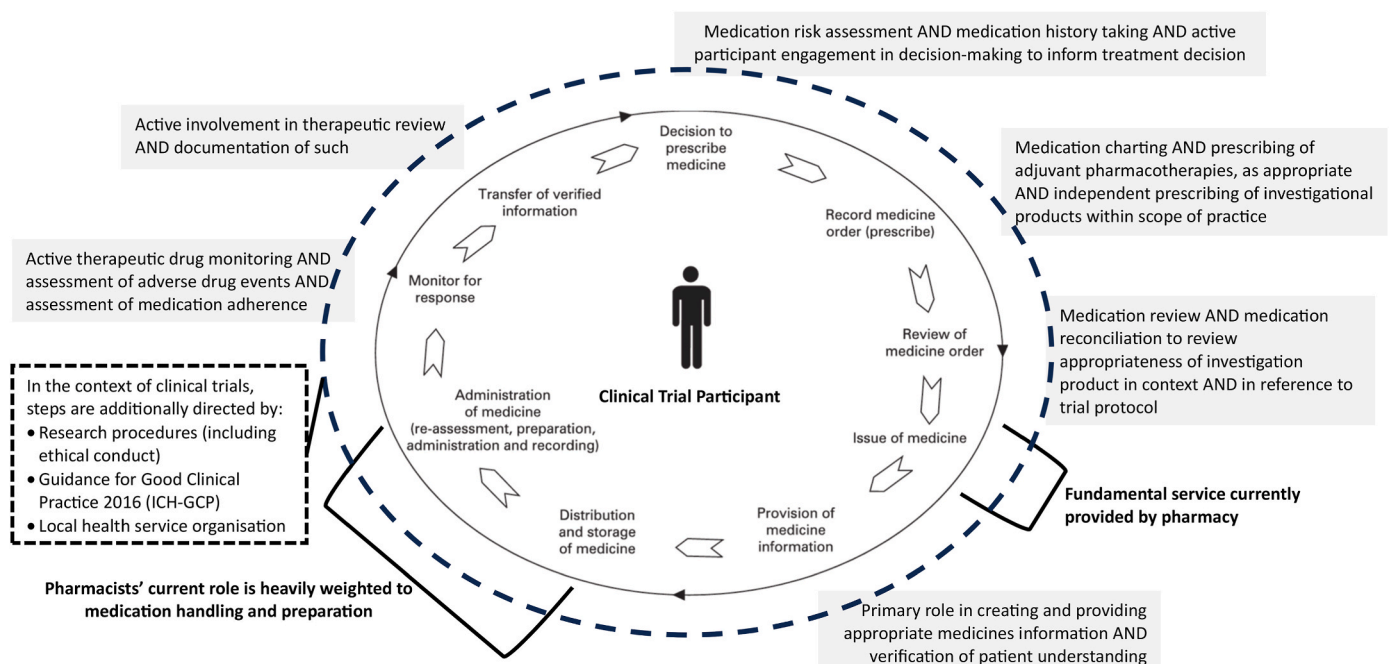 Medication risk assessment AND medication history taking AND active
participant engagement in decision-making to inform treatment decision
Active involvement in therapeutic review
AND documentation of such
Medication charting AND prescribing of
adjuvant pharmacotherapies, as appropriate
AND independent prescribing of investigational
products within scope of practice
Active therapeutic drug monitoring AND
assessment of adverse drug events AND
assessment of medication adherence
Medication review AND medication
reconciliation to review
appropriateness of investigation
product in context AND in reference to
trial protocol
In the context of clinical trials,
steps are additionally directed by:
• Research procedures (including
ethical conduct)
• Guidance for Good Clinical
Practice 2016 (ICH-GCP)
• Local health service organisation
Decision to
prescribe
medicine
Record medicine
order (prescribe)
Review of
medicine order
Issue of medicine
Provision of
medicine
information
Distribution
and storage
of medicine
Administration
of medicine
(re-assessment, preparation,
administration and recording)
Monitor for
response
Transfer of verified
information
Clinical Trial Participant
Fundamental service currently
provided by pharmacy
Pharmacists' current role is heavily weighted to
medication handling and preparation
Primary role in creating and providing
appropriate medicines information AND
verification of patient understanding